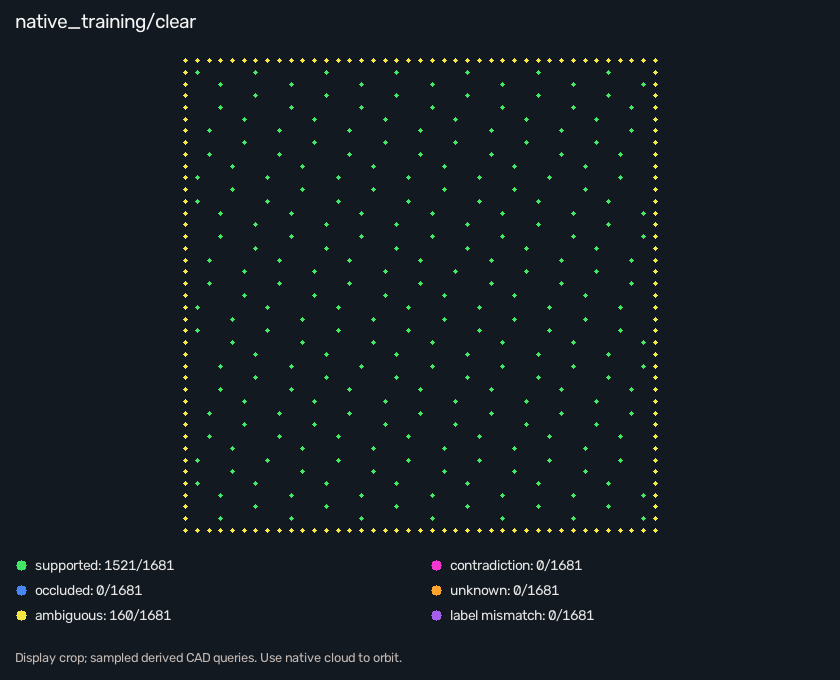 native_training/clear
supported: 1521/1681
contradiction: 0/1681
occluded: 0/1681
unknown: 0/1681
ambiguous: 160/1681
label mismatch: 0/1681
Display crop; sampled derived CAD queries. Use native cloud to orbit.